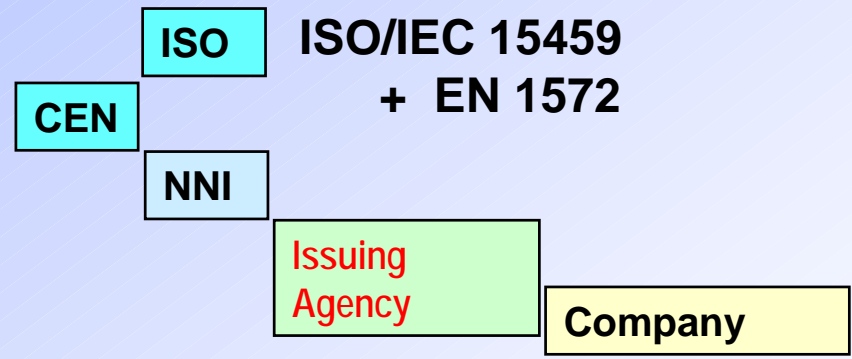 ISO
ISO/IEC 15459
+ EN 1572
CEN
NNI
Issuing
Agency
Company